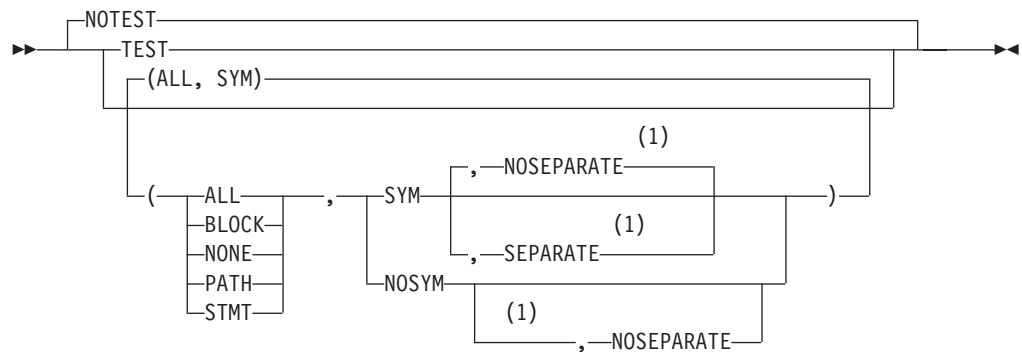 NOTEST
TEST
(ALL, SYM)
(1)
, NOSEPARATE
( ALL , SYM )
BLOCK (1)
NONE , SEPARATE
PATH NOSYM
STMT (1)
, NOSEPARATE